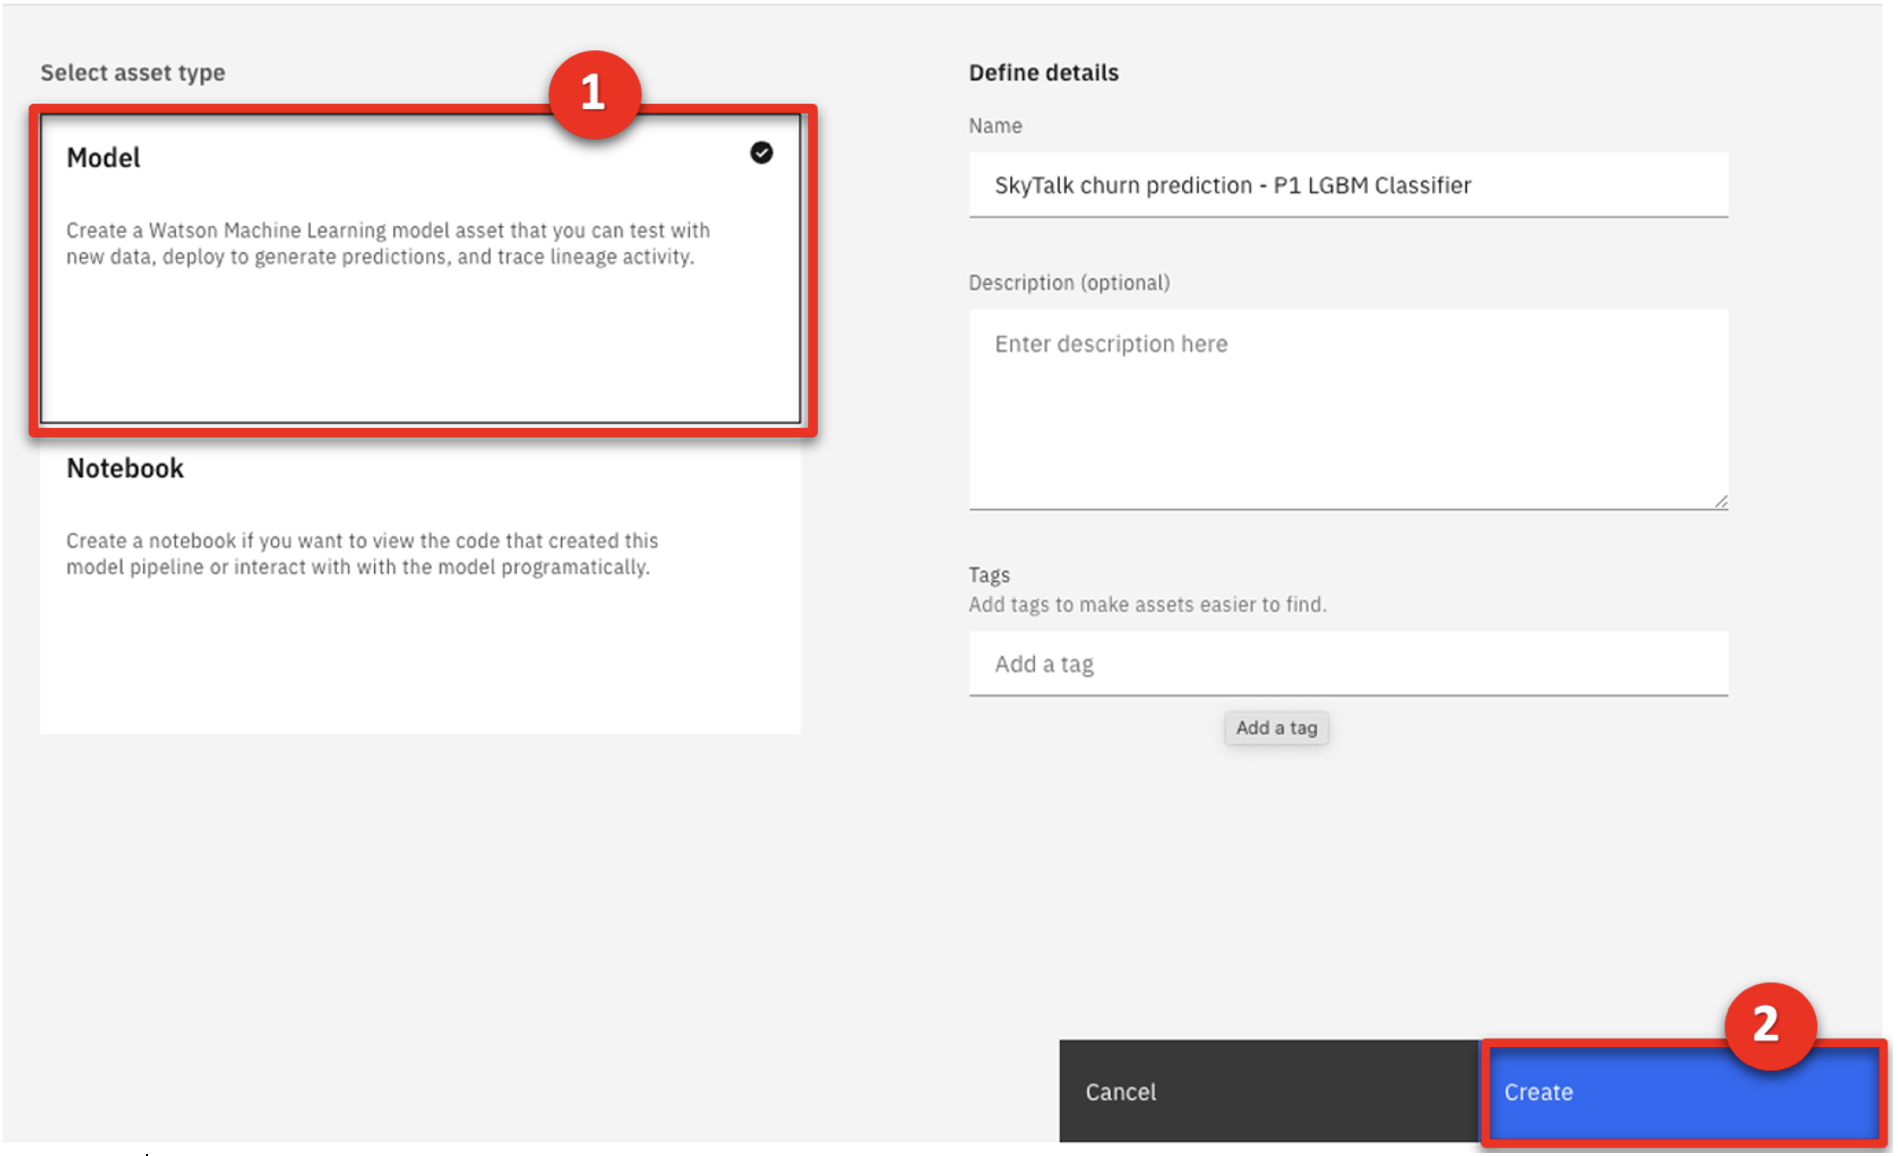 Select asset type
1
Model
Create a Watson Machine Learning model asset that you can test with
new data, deploy to generate predictions, and trace lineage activity.
Notebook
Create a notebook if you want to view the code that created this
model pipeline or interact with with the model programatically.
Define details
Name
SkyTalk churn prediction - P1 LGBM Classifier
Description (optional)
Enter description here
Tags
Add tags to make assets easier to find.
Add a tag
Add a tag
2
Cancel
Create